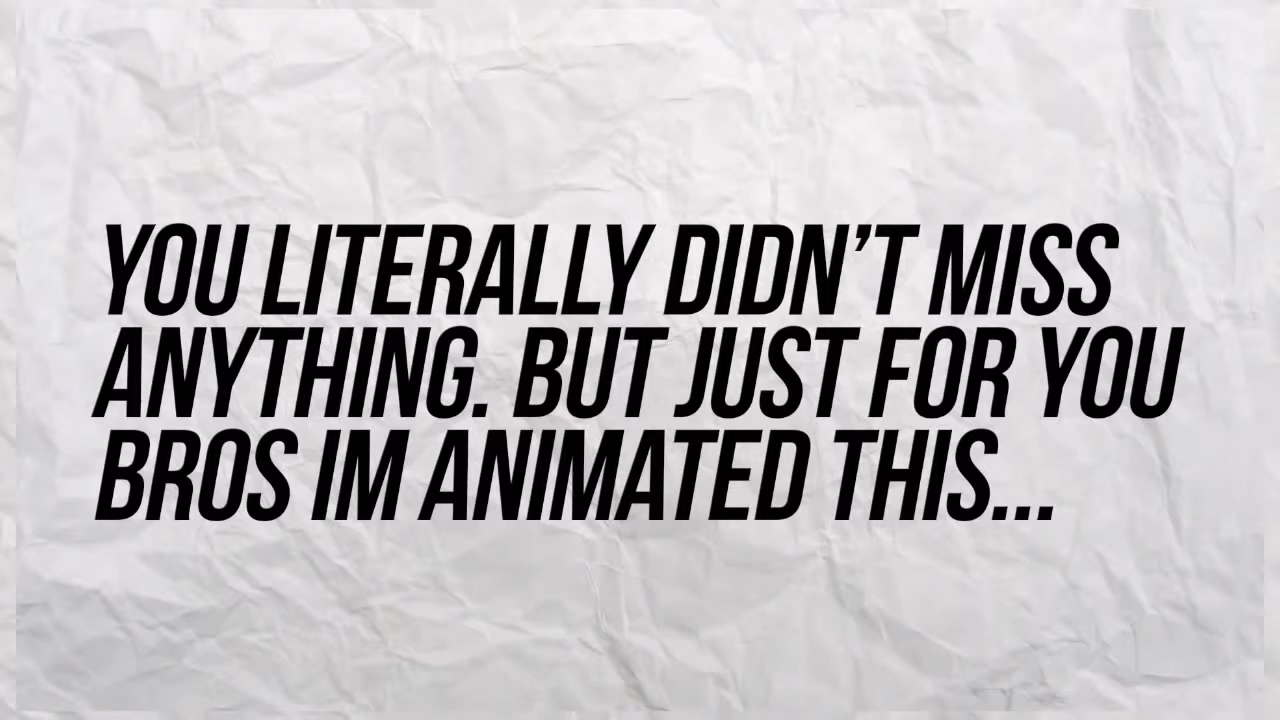 YOU LITERALLY DIDN’T MISS
ANYTHING. BUT JUST FOR YOU
BROS IM ANIMATED THIS...